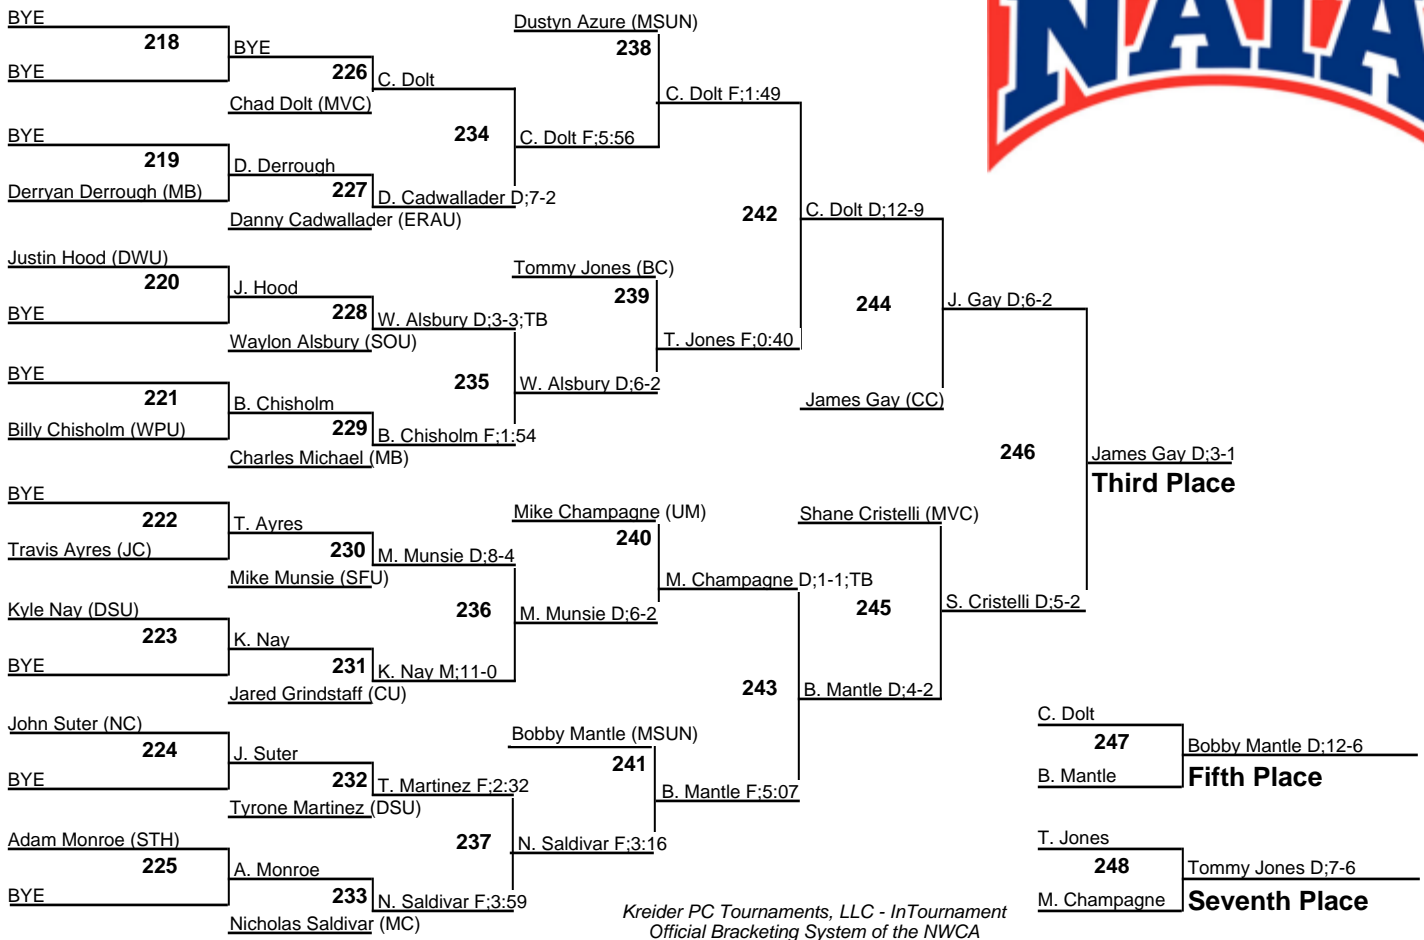 NAIA
BYE
218
BYE
BYE
226
Chad Dolt (MVC)
C. Dolt
BYE
219
Derryan Derrough (MB)
D. Derrough
227
Danny Cadwallader (ERAU)
D. Cadwallader D;7-2
234
C. Dolt F;5:56
Dustyn Azure (MSUN)
238
C. Dolt F;1:49
Justin Hood (DWU)
220
BYE
J. Hood
228
Waylon Alsbury (SOU)
W. Alsbury D;3-3;TB
BYE
221
Billy Chisholm (WPU)
B. Chisholm
229
Charles Michael (MB)
B. Chisholm F;1:54
235
W. Alsbury D;6-2
Tommy Jones (BC)
239
T. Jones F;0:40
242
C. Dolt D;12-9
244
James Gay (CC)
J. Gay D;6-2
BYE
222
Travis Ayres (JC)
T. Ayres
230
Mike Munsie (SFU)
M. Munsie D;8-4
Kyle Nay (DSU)
223
BYE
K. Nay
231
Jared Grindstaff (CU)
K. Nay M;11-0
236
M. Munsie D;6-2
Mike Champagne (UM)
240
M. Champagne D;1-1;TB
John Suter (NC)
224
BYE
J. Suter
232
Tyrone Martinez (DSU)
T. Martinez F;2:32
Adam Monroe (STH)
225
BYE
A. Monroe
233
Nicholas Saldivar (MC)
N. Saldivar F;3:59
237
N. Saldivar F;3:16
Bobby Mantle (MSUN)
241
B. Mantle F;5:07
243
B. Mantle D;4-2
Shane Cristelli (MVC)
245
S. Cristelli D;5-2
246
James Gay D;3-1
Third Place
C. Dolt
247
B. Mantle
Bobby Mantle D;12-6
Fifth Place
T. Jones
248
M. Champagne
Tommy Jones D;7-6
Seventh Place
Kreider PC Tournaments, LLC - InTournament
Official Bracketing System of the NWCA